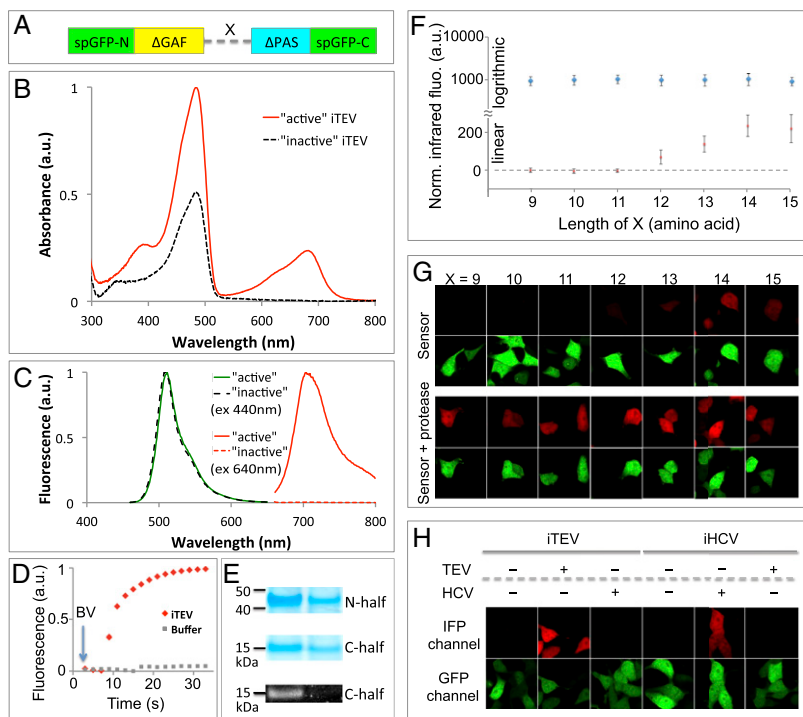 A
X
spGFP-N ΔGAF ΔPAS spGFP-C
B
Absorbance (a.u.)
1
0.5
0
"active" iTEV
"inactive" iTEV
300 400 500 600 700 800
Wavelength (nm)
C
Fluorescence (a.u.)
1
0.5
0
"active"
"inactive"
(ex 440nm)
"active"
"inactive"
(ex 640nm)
400 500 600 700 800
Wavelength (nm)
D
Fluorescence (a.u.)
1
0.5
0
BV
iTEV
Buffer
0 10 20 30
Time (s)
E
50
40
N-half
15
kDa
C-half
15
kDa
C-half
F
Norm. infrared fluo. (a.u.)
linear logrithmic
10000
1000
≈
200
0
9 10 11 12 13 14 15
Length of X (amino acid)
G
X = 9 10 11 12 13 14 15
Sensor
Sensor + protease
H
iTEV iHCV
TEV – + – – – +
HCV – – + – + –
IFP
channel
GFP
channel